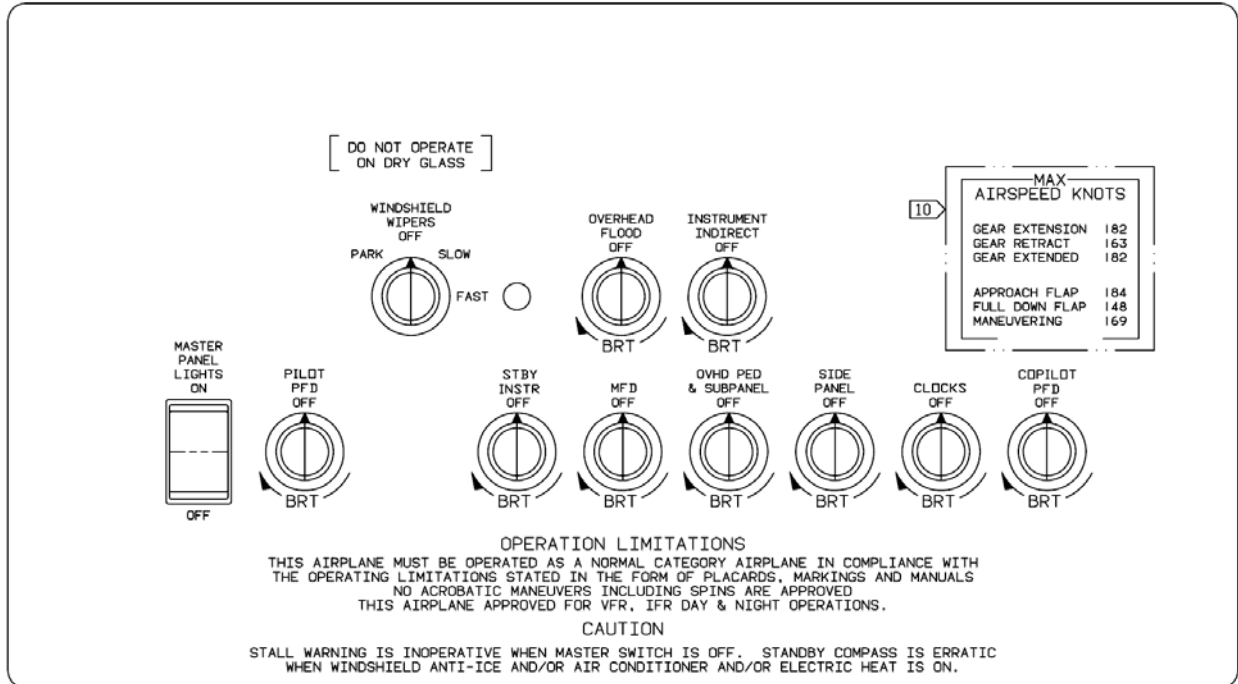 DO NOT OPERATE
ON DRY GLASS
WINDSHIELD
WIPERS
OFF
PARK
SLOW
FAST
OVERHEAD
FLOOD
OFF
BRT
INSTRUMENT
INDIRECT
OFF
BRT
10
MAX
AIRSPEED KNOTS
GEAR EXTENSION 182
GEAR RETRACT 163
GEAR EXTENDED 182
APPROACH FLAP 184
FULL DOWN FLAP 148
MANEUVERING 169
MASTER
PANEL
LIGHTS
ON
OFF
PILOT
PFD
OFF
BRT
STBY
INSTR
OFF
BRT
MFD
OFF
BRT
OVHD PED
& SUBPANEL
OFF
BRT
SIDE
PANEL
OFF
BRT
CLOCKS
OFF
BRT
COPILOT
PFD
OFF
BRT
OPERATION LIMITATIONS
THIS AIRPLANE MUST BE OPERATED AS A NORMAL CATEGORY AIRPLANE IN COMPLIANCE WITH
THE OPERATING LIMITATIONS STATED IN THE FORM OF PLACARDS, MARKINGS AND MANUALS
NO ACROBATIC MANEUVERS INCLUDING SPINS ARE APPROVED
THIS AIRPLANE APPROVED FOR VFR, IFR DAY & NIGHT OPERATIONS.
CAUTION
STALL WARNING IS INOPERATIVE WHEN MASTER SWITCH IS OFF. STANDBY COMPASS IS ERRATIC
WHEN WINDSHIELD ANTI-ICE AND/OR AIR CONDITIONER AND/OR ELECTRIC HEAT IS ON.